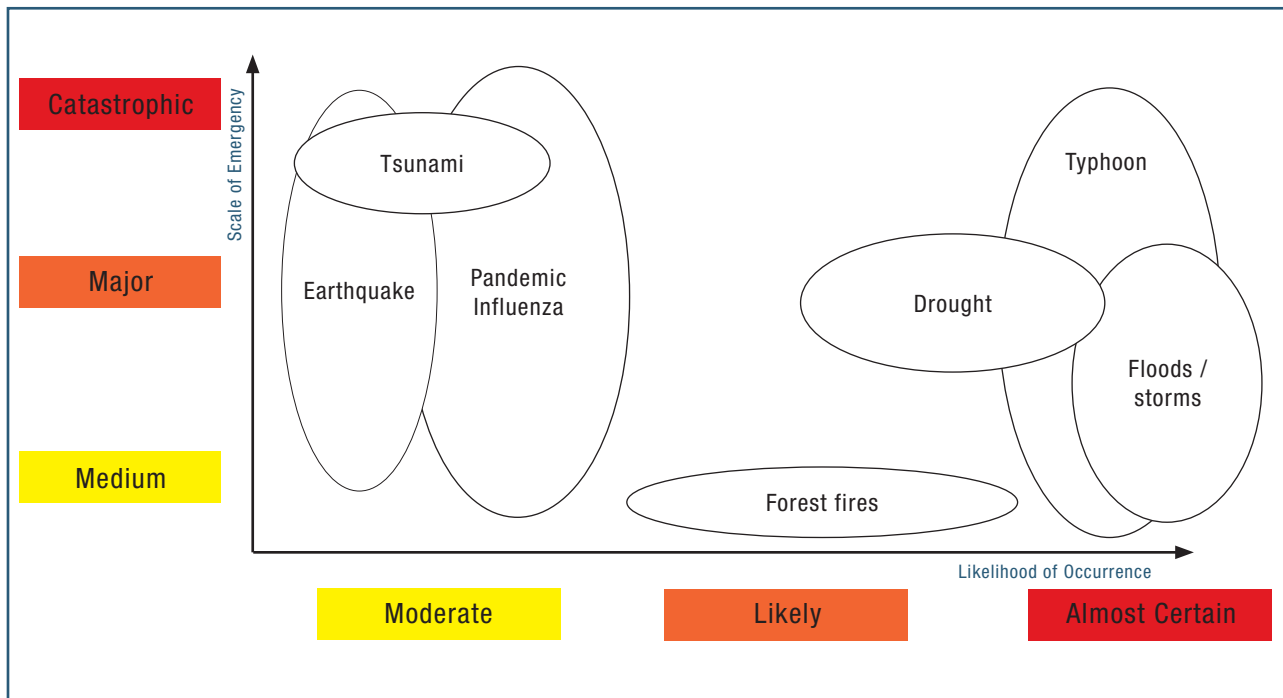 Catastrophic
Scale of Emergency
Tsunami
Typhoon
Major
Earthquake
Pandemic
Influenza
Drought
Floods /
storms
Medium
Forest fires
Likelihood of Occurrence
Moderate
Likely
Almost Certain